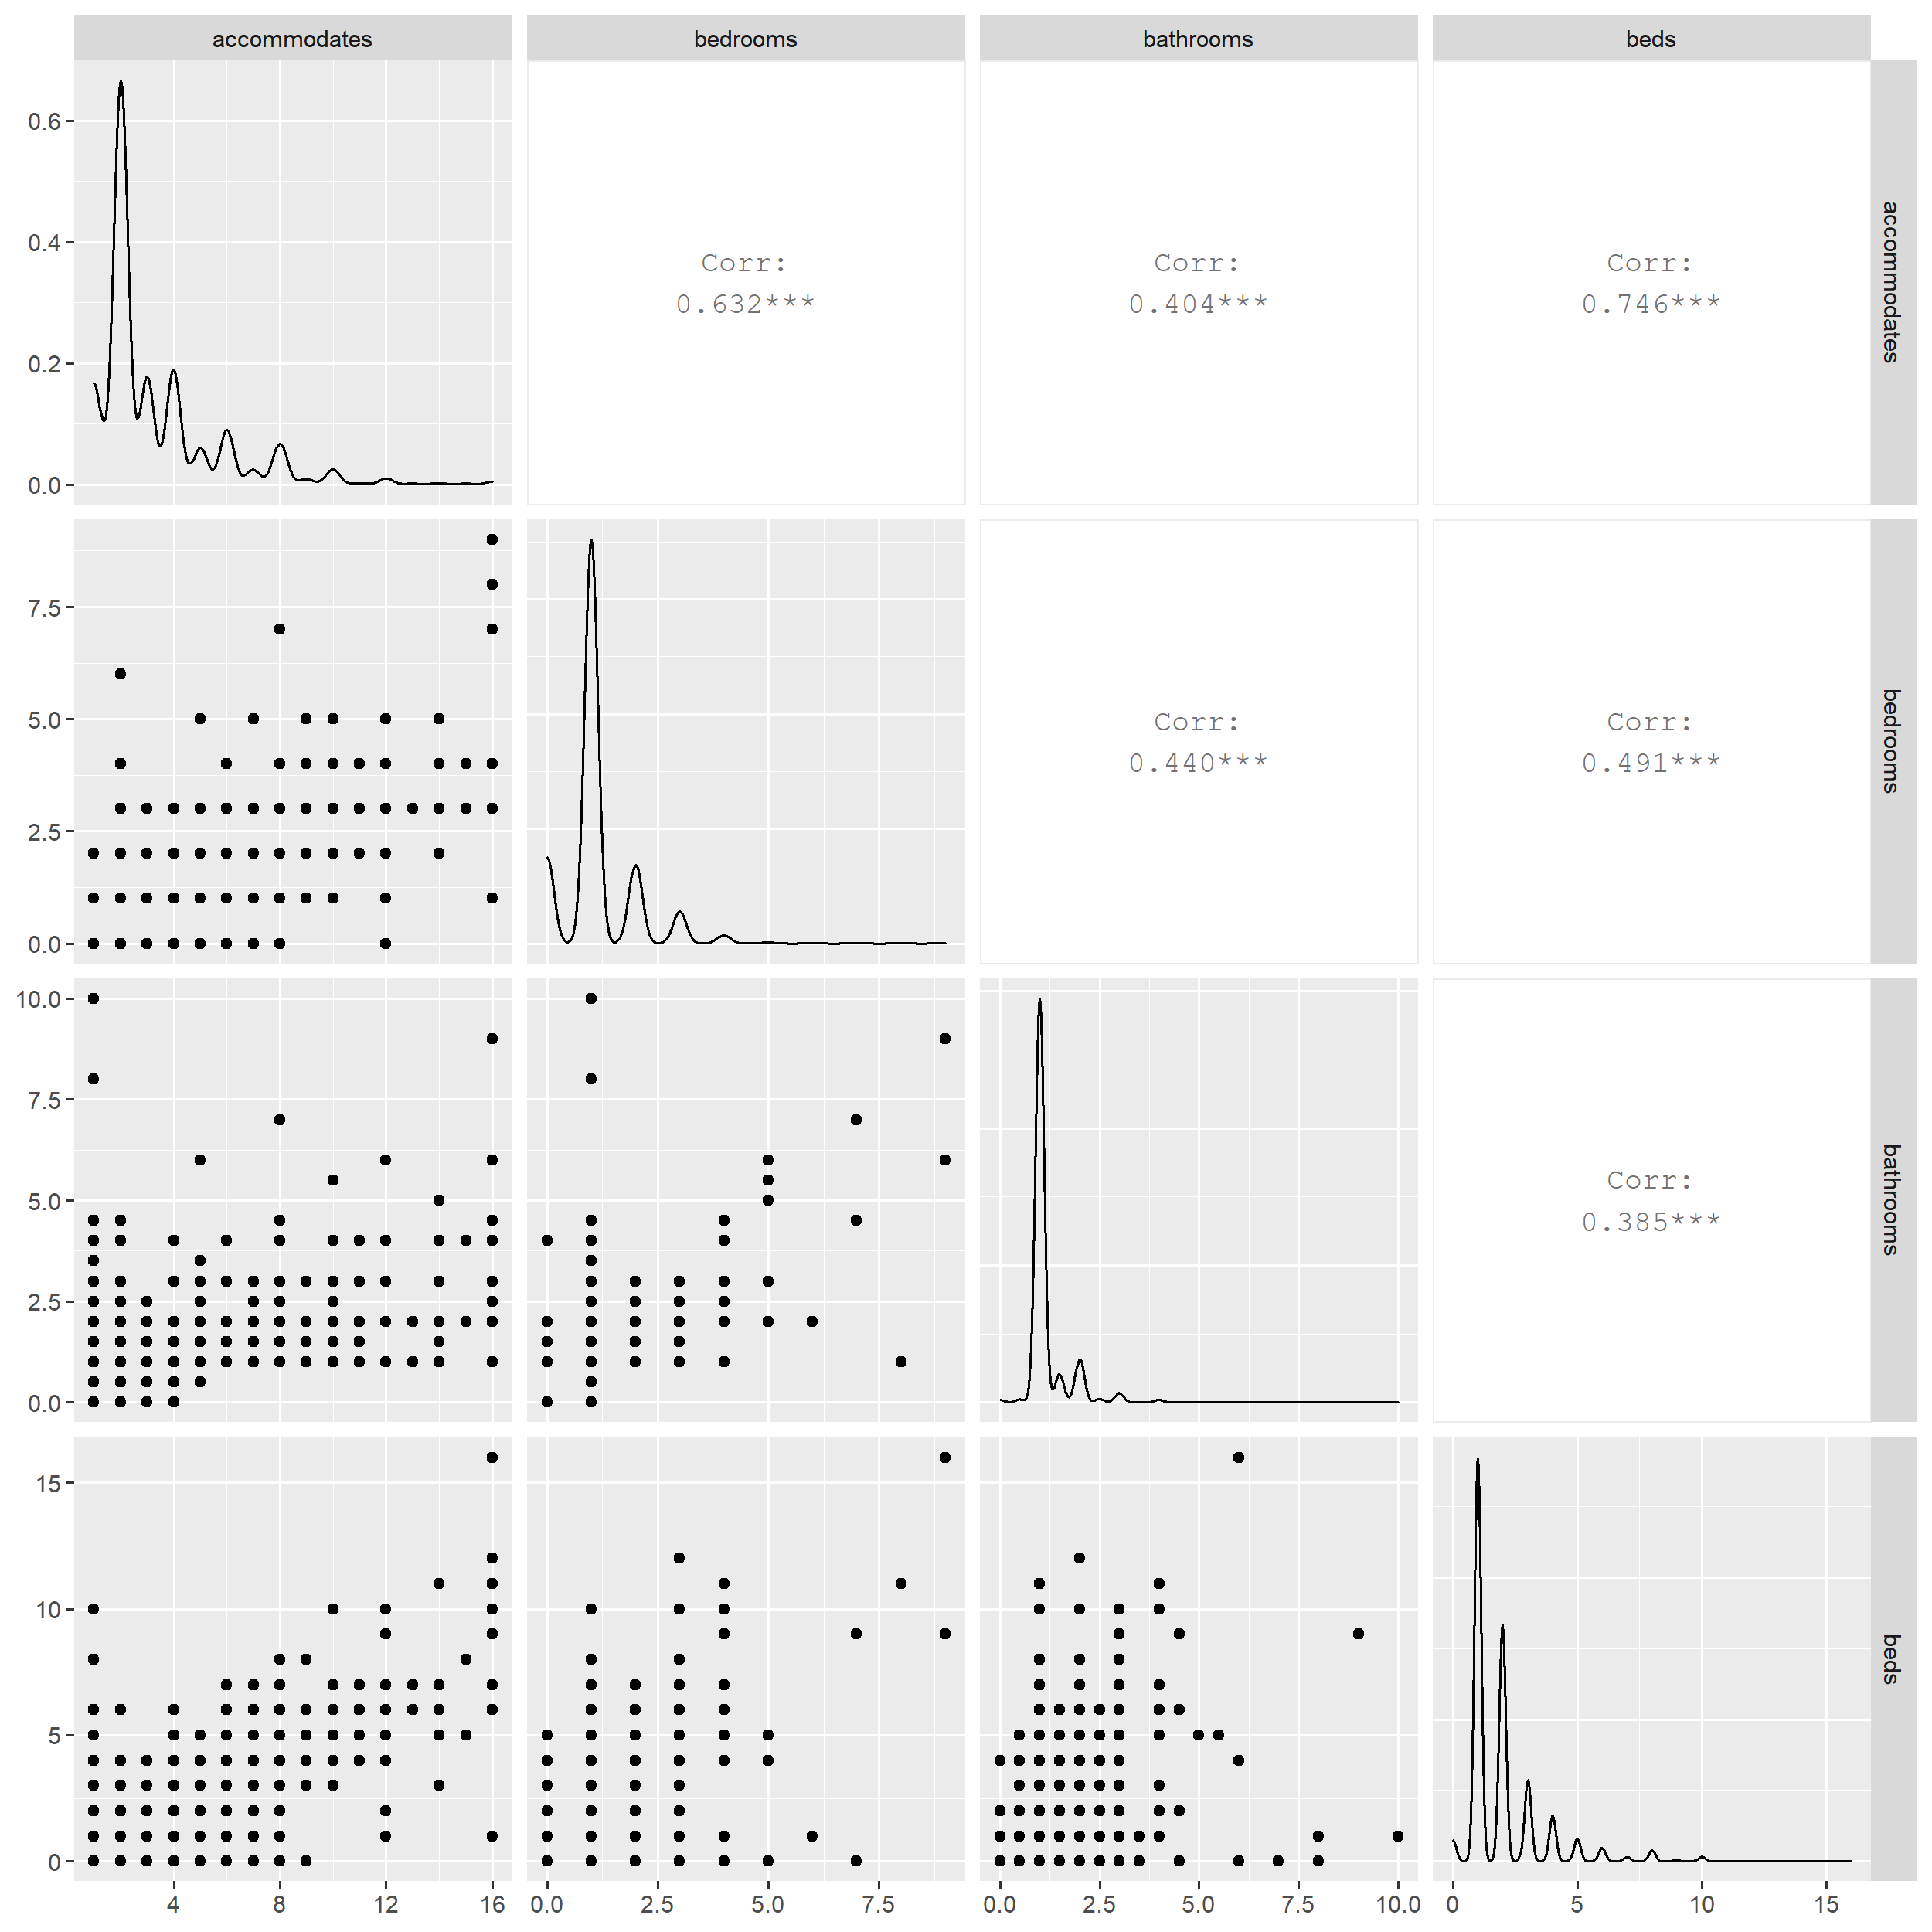 accommodates bedrooms bathrooms beds
0.6
0.4
0.2
0.0
Corr:
0.632***
Corr:
0.404***
Corr:
0.746***
accommodates
7.5
5.0
2.5
0.0
Corr:
0.440***
Corr:
0.491***
bedrooms
10.0
7.5
5.0
2.5
0.0
Corr:
0.385***
bathrooms
15
10
5
0
beds
4 8 12 16 0.0 2.5 5.0 7.5 0.0 2.5 5.0 7.5 10.0 0 5 10 15